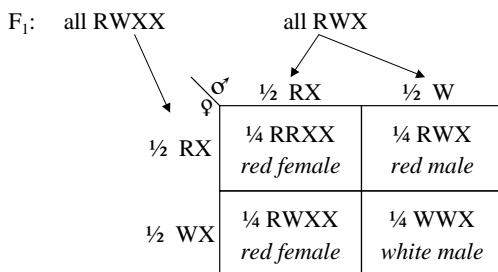 F₁: all RWXX all RWX
♂ ½ RX ½ W
♀
½ RX ¼ RRXX ¼ RWX
red female red male
½ WX ¼ RWXX ¼ WWX
red female white male